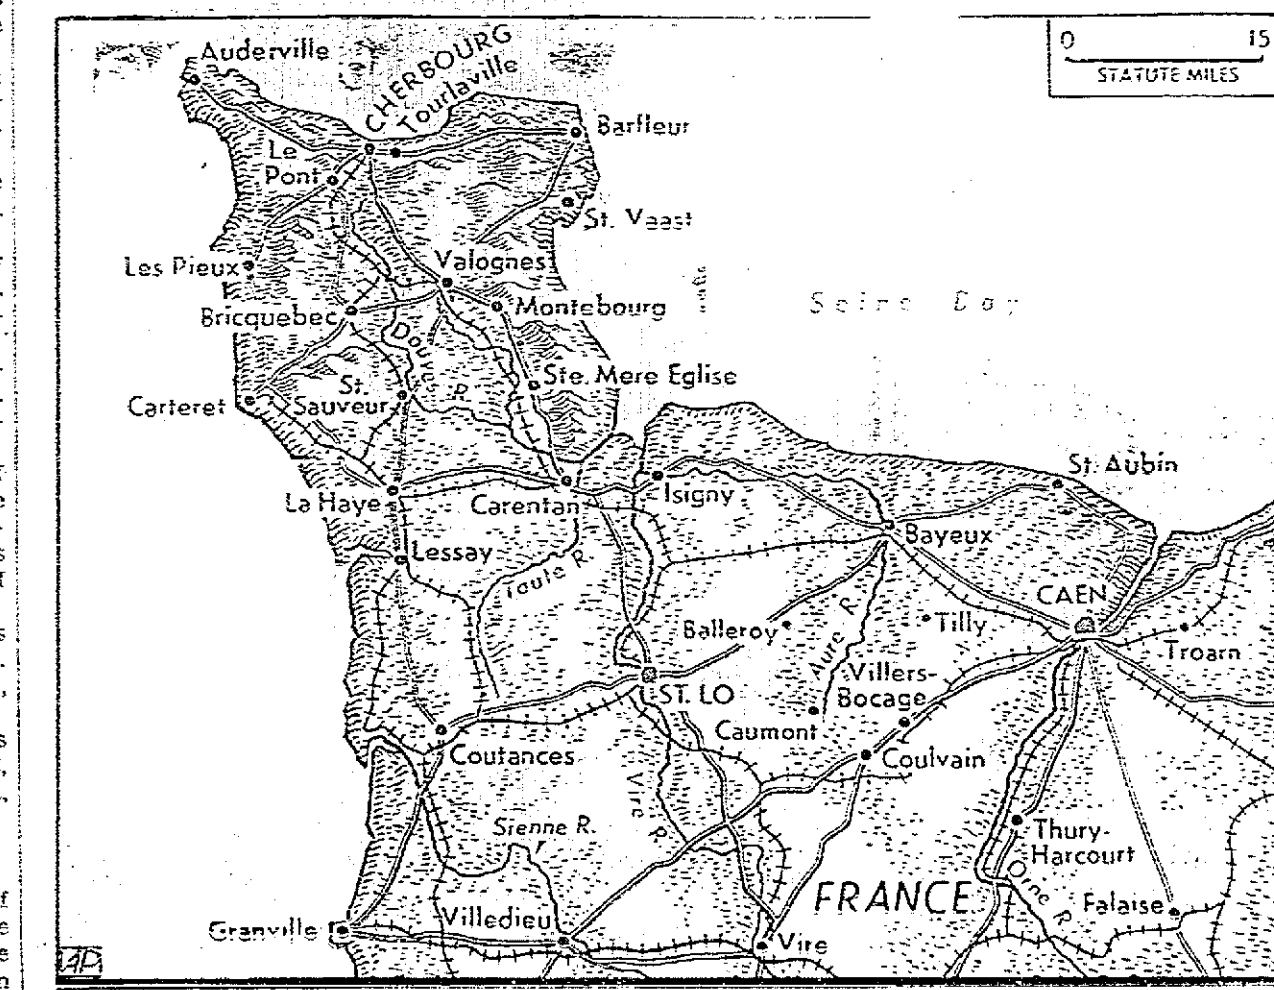 Auderville
CHERBOURG
Tourlaville
0 15
STATUTE MILES
Barfleur
Le
Pont
St. Vaast
Les Pieux
Valognes
Bricquebec
Montebourg
Douve R.
Carteret
St.
Sauveur
Ste. Mere Eglise
La Haye
Carentan
Isigny
St. Aubin
Lessay
Bayeux
Taute R.
CAEN
Balleroy
Aure R.
Tilly
Troarn
ST. LO
Villers-
Bocage
Caumont
Coutances
Coulvain
Vire R.
Sienne R.
Thury-
Harcourt
FRANCE
Orne R.
Falaise
Granville
Villedieu
Vire
AP